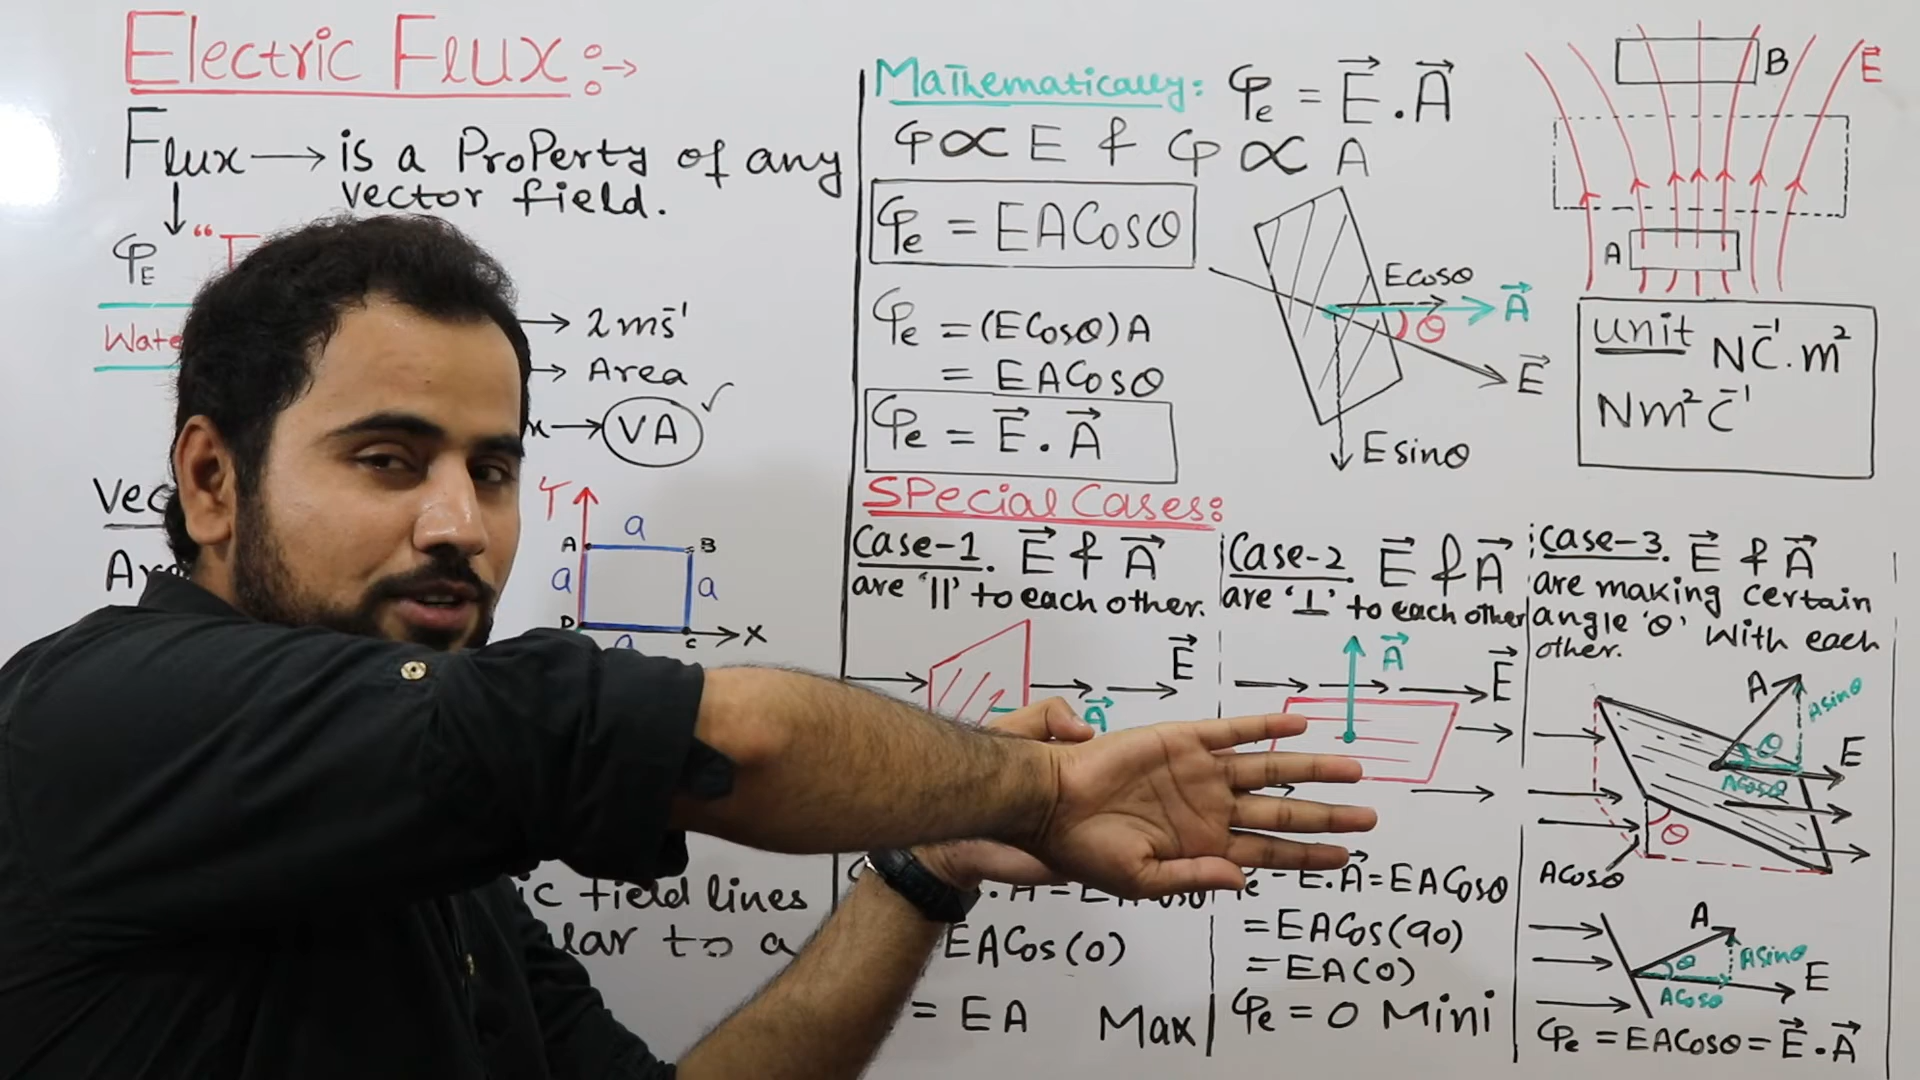 Electric Flux :→
Flux → is a Property of any
vector field.
φE "
→ 2ms⁻¹
→ Area
→ VA ✓
Y
a
A B
a a
D C X
field lines
to a
Mathematically: φe = E⃗ . A⃗
φ ∝ E & φ ∝ A
φe = EACosθ
φe = (ECosθ)A
= EACosθ
φe = E⃗ . A⃗
Ecosθ
A⃗
θ
E⃗
Esinθ
B
E⃗
A
unit NC⁻¹.m²
Nm²C⁻¹
Special Cases:
Case-1. E⃗ & A⃗
are '||' to each other.
E⃗
A⃗
EACos(0)
= EA Max
Case-2. E⃗ & A⃗
are '⊥' to each other
A⃗ E⃗
E.A⃗ = EACosθ
= EACos(90)
= EA(0)
φe = 0 Mini
Case-3. E⃗ & A⃗
are making certain
angle 'θ' with each
other.
A Asinθ
θ E
Acosθ
θ
Acosθ
A
θ Asinθ
E
Acosθ
φe = EACosθ = E⃗ . A⃗